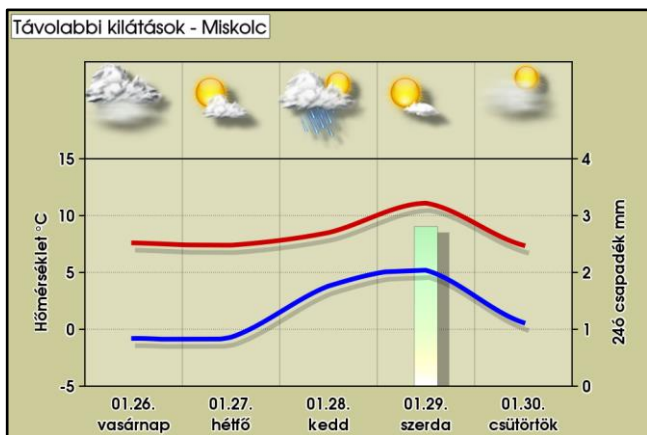 Távolabbi kilátások - Miskolc
15
10
5
0
-5
Hőmérséklet °C
4
3
2
1
0
24ó csapadék mm
01.26. 01.27. 01.28. 01.29. 01.30.
vasárnap hétfő kedd szerda csütörtök